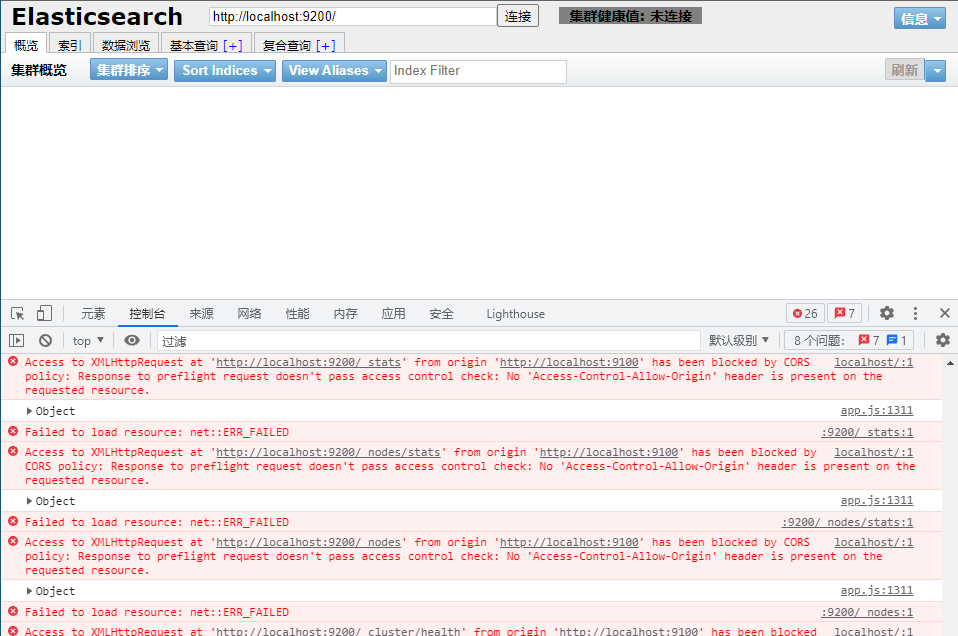 Elasticsearch http://localhost:9200/ 连接 集群健康值: 未连接 信息
概览 索引 数据浏览 基本查询 [+] 复合查询 [+]
集群概览 集群排序 Sort Indices View Aliases Index Filter 刷新
元素 控制台 来源 网络 性能 内存 应用 安全 Lighthouse 26 7
top 过滤 默认级别 8 个问题: 7 1
Access to XMLHttpRequest at 'http://localhost:9200/_stats' from origin 'http://localhost:9100' has been blocked by CORS localhost/:1
policy: Response to preflight request doesn't pass access control check: No 'Access-Control-Allow-Origin' header is present on the
requested resource.
Object app.js:1311
Failed to load resource: net::ERR_FAILED :9200/_stats:1
Access to XMLHttpRequest at 'http://localhost:9200/_nodes/stats' from origin 'http://localhost:9100' has been blocked by localhost/:1
CORS policy: Response to preflight request doesn't pass access control check: No 'Access-Control-Allow-Origin' header is present on the
requested resource.
Object app.js:1311
Failed to load resource: net::ERR_FAILED :9200/_nodes/stats:1
Access to XMLHttpRequest at 'http://localhost:9200/_nodes' from origin 'http://localhost:9100' has been blocked by CORS localhost/:1
policy: Response to preflight request doesn't pass access control check: No 'Access-Control-Allow-Origin' header is present on the
requested resource.
Object app.js:1311
Failed to load resource: net::ERR_FAILED :9200/_nodes:1
Access to XMLHttpRequest at 'http://localhost:9200/_cluster/health' from origin 'http://localhost:9100' has been blocked localhost/:1